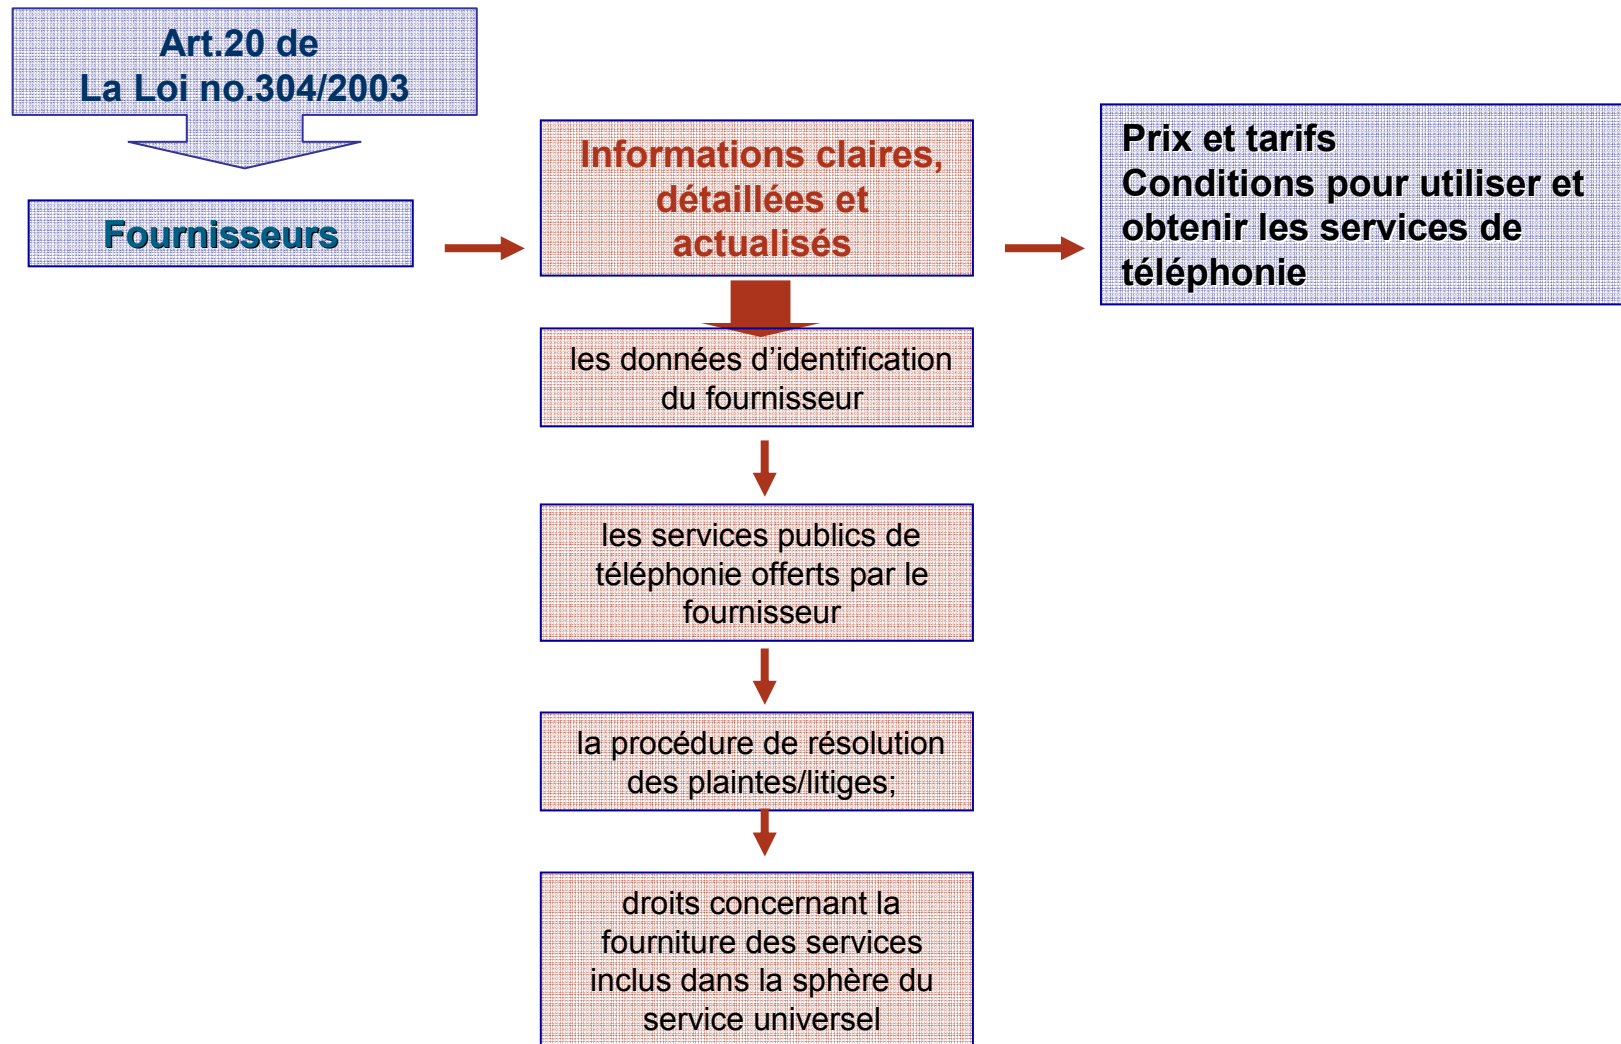 Art.20 de
La Loi no.304/2003
Fournisseurs
Informations claires,
détaillées et
actualisés
Prix et tarifs
Conditions pour utiliser et
obtenir les services de
téléphonie
les données d’identification
du fournisseur
les services publics de
téléphonie offerts par le
fournisseur
la procédure de résolution
des plaintes/litiges;
droits concernant la
fourniture des services
inclus dans la sphère du
service universel